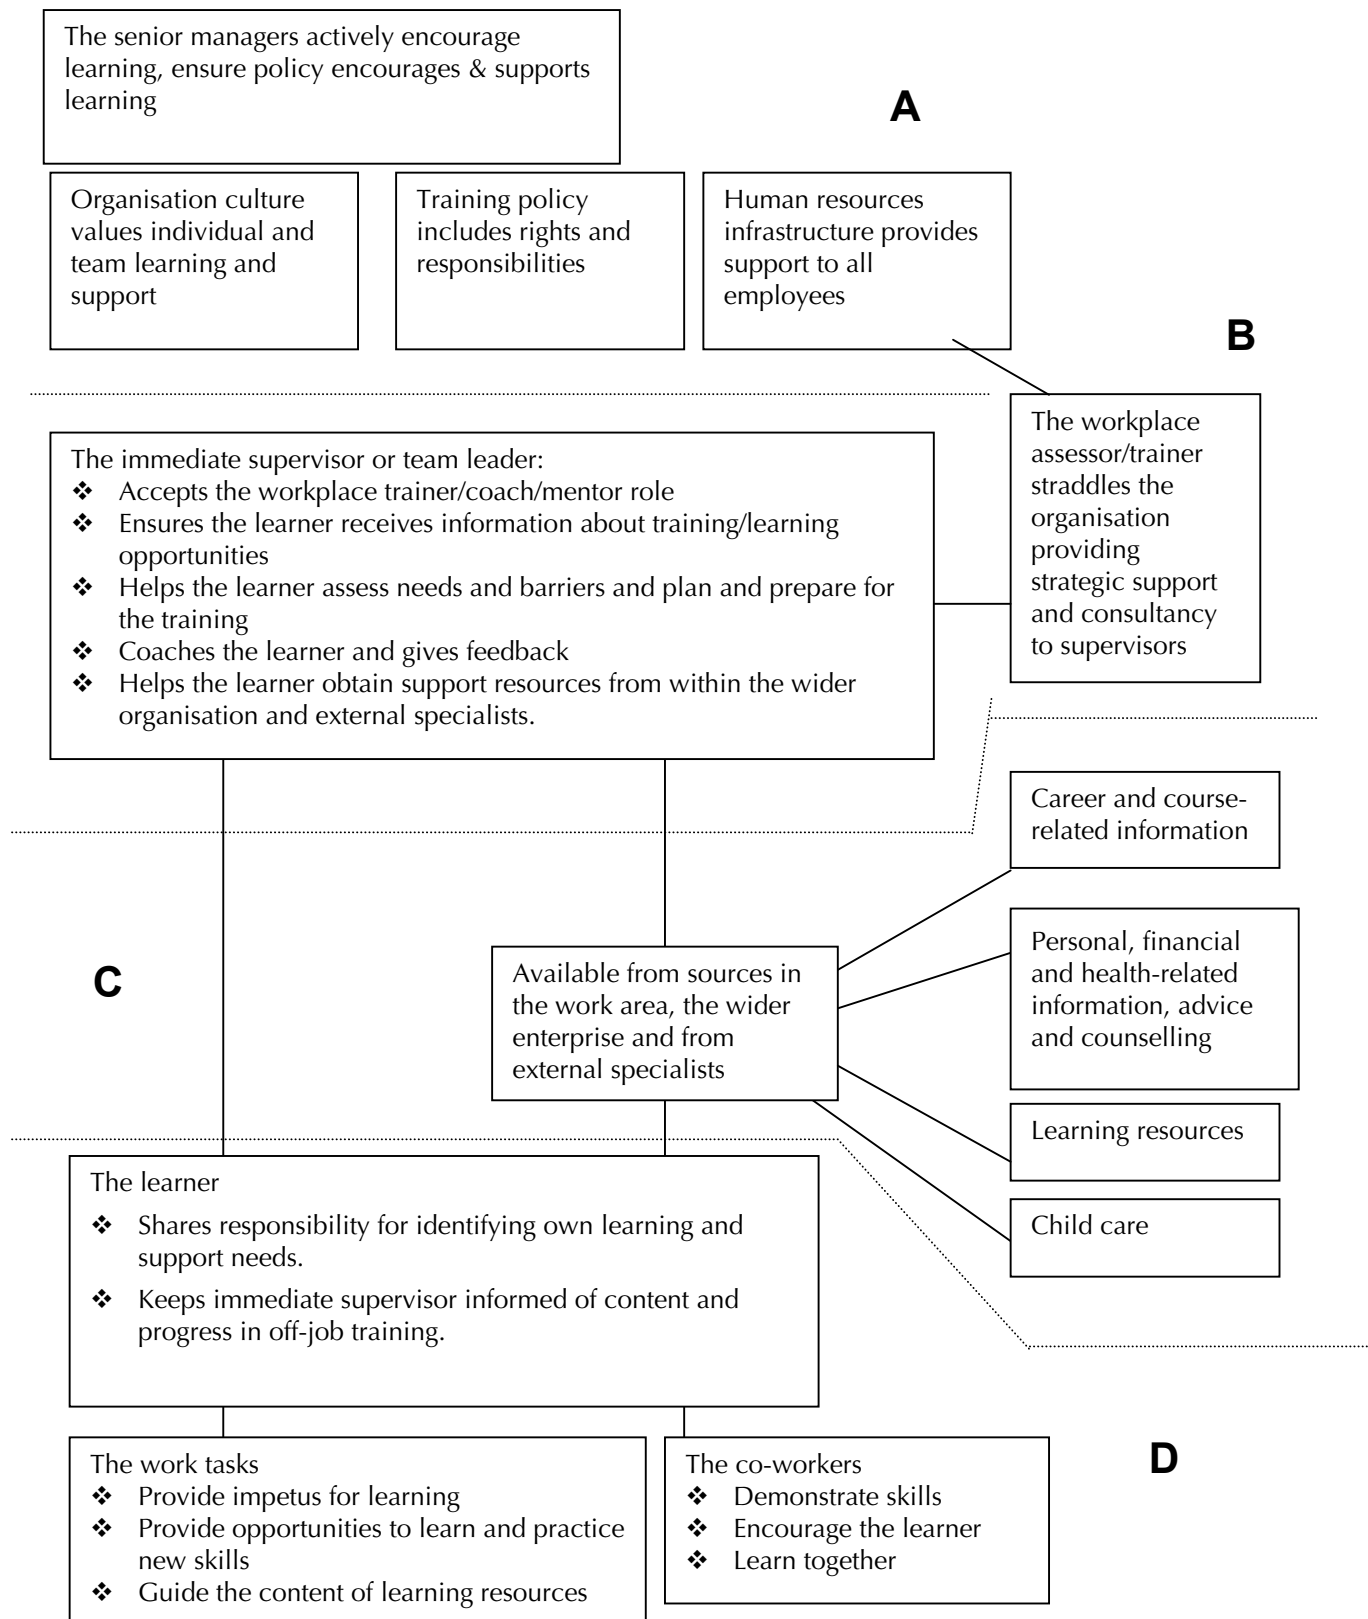 The senior managers actively encourage
learning, ensure policy encourages & supports
learning
A
Organisation culture
values individual and
team learning and
support
Training policy
includes rights and
responsibilities
Human resources
infrastructure provides
support to all
employees
B
The immediate supervisor or team leader:
❖ Accepts the workplace trainer/coach/mentor role
❖ Ensures the learner receives information about training/learning
opportunities
❖ Helps the learner assess needs and barriers and plan and prepare for
the training
❖ Coaches the learner and gives feedback
❖ Helps the learner obtain support resources from within the wider
organisation and external specialists.
The workplace
assessor/trainer
straddles the
organisation
providing
strategic support
and consultancy
to supervisors
C
Available from sources in
the work area, the wider
enterprise and from
external specialists
Career and course-
related information
Personal, financial
and health-related
information, advice
and counselling
Learning resources
Child care
The learner
❖ Shares responsibility for identifying own learning and
support needs.
❖ Keeps immediate supervisor informed of content and
progress in off-job training.
D
The work tasks
❖ Provide impetus for learning
❖ Provide opportunities to learn and practice
new skills
❖ Guide the content of learning resources
The co-workers
❖ Demonstrate skills
❖ Encourage the learner
❖ Learn together